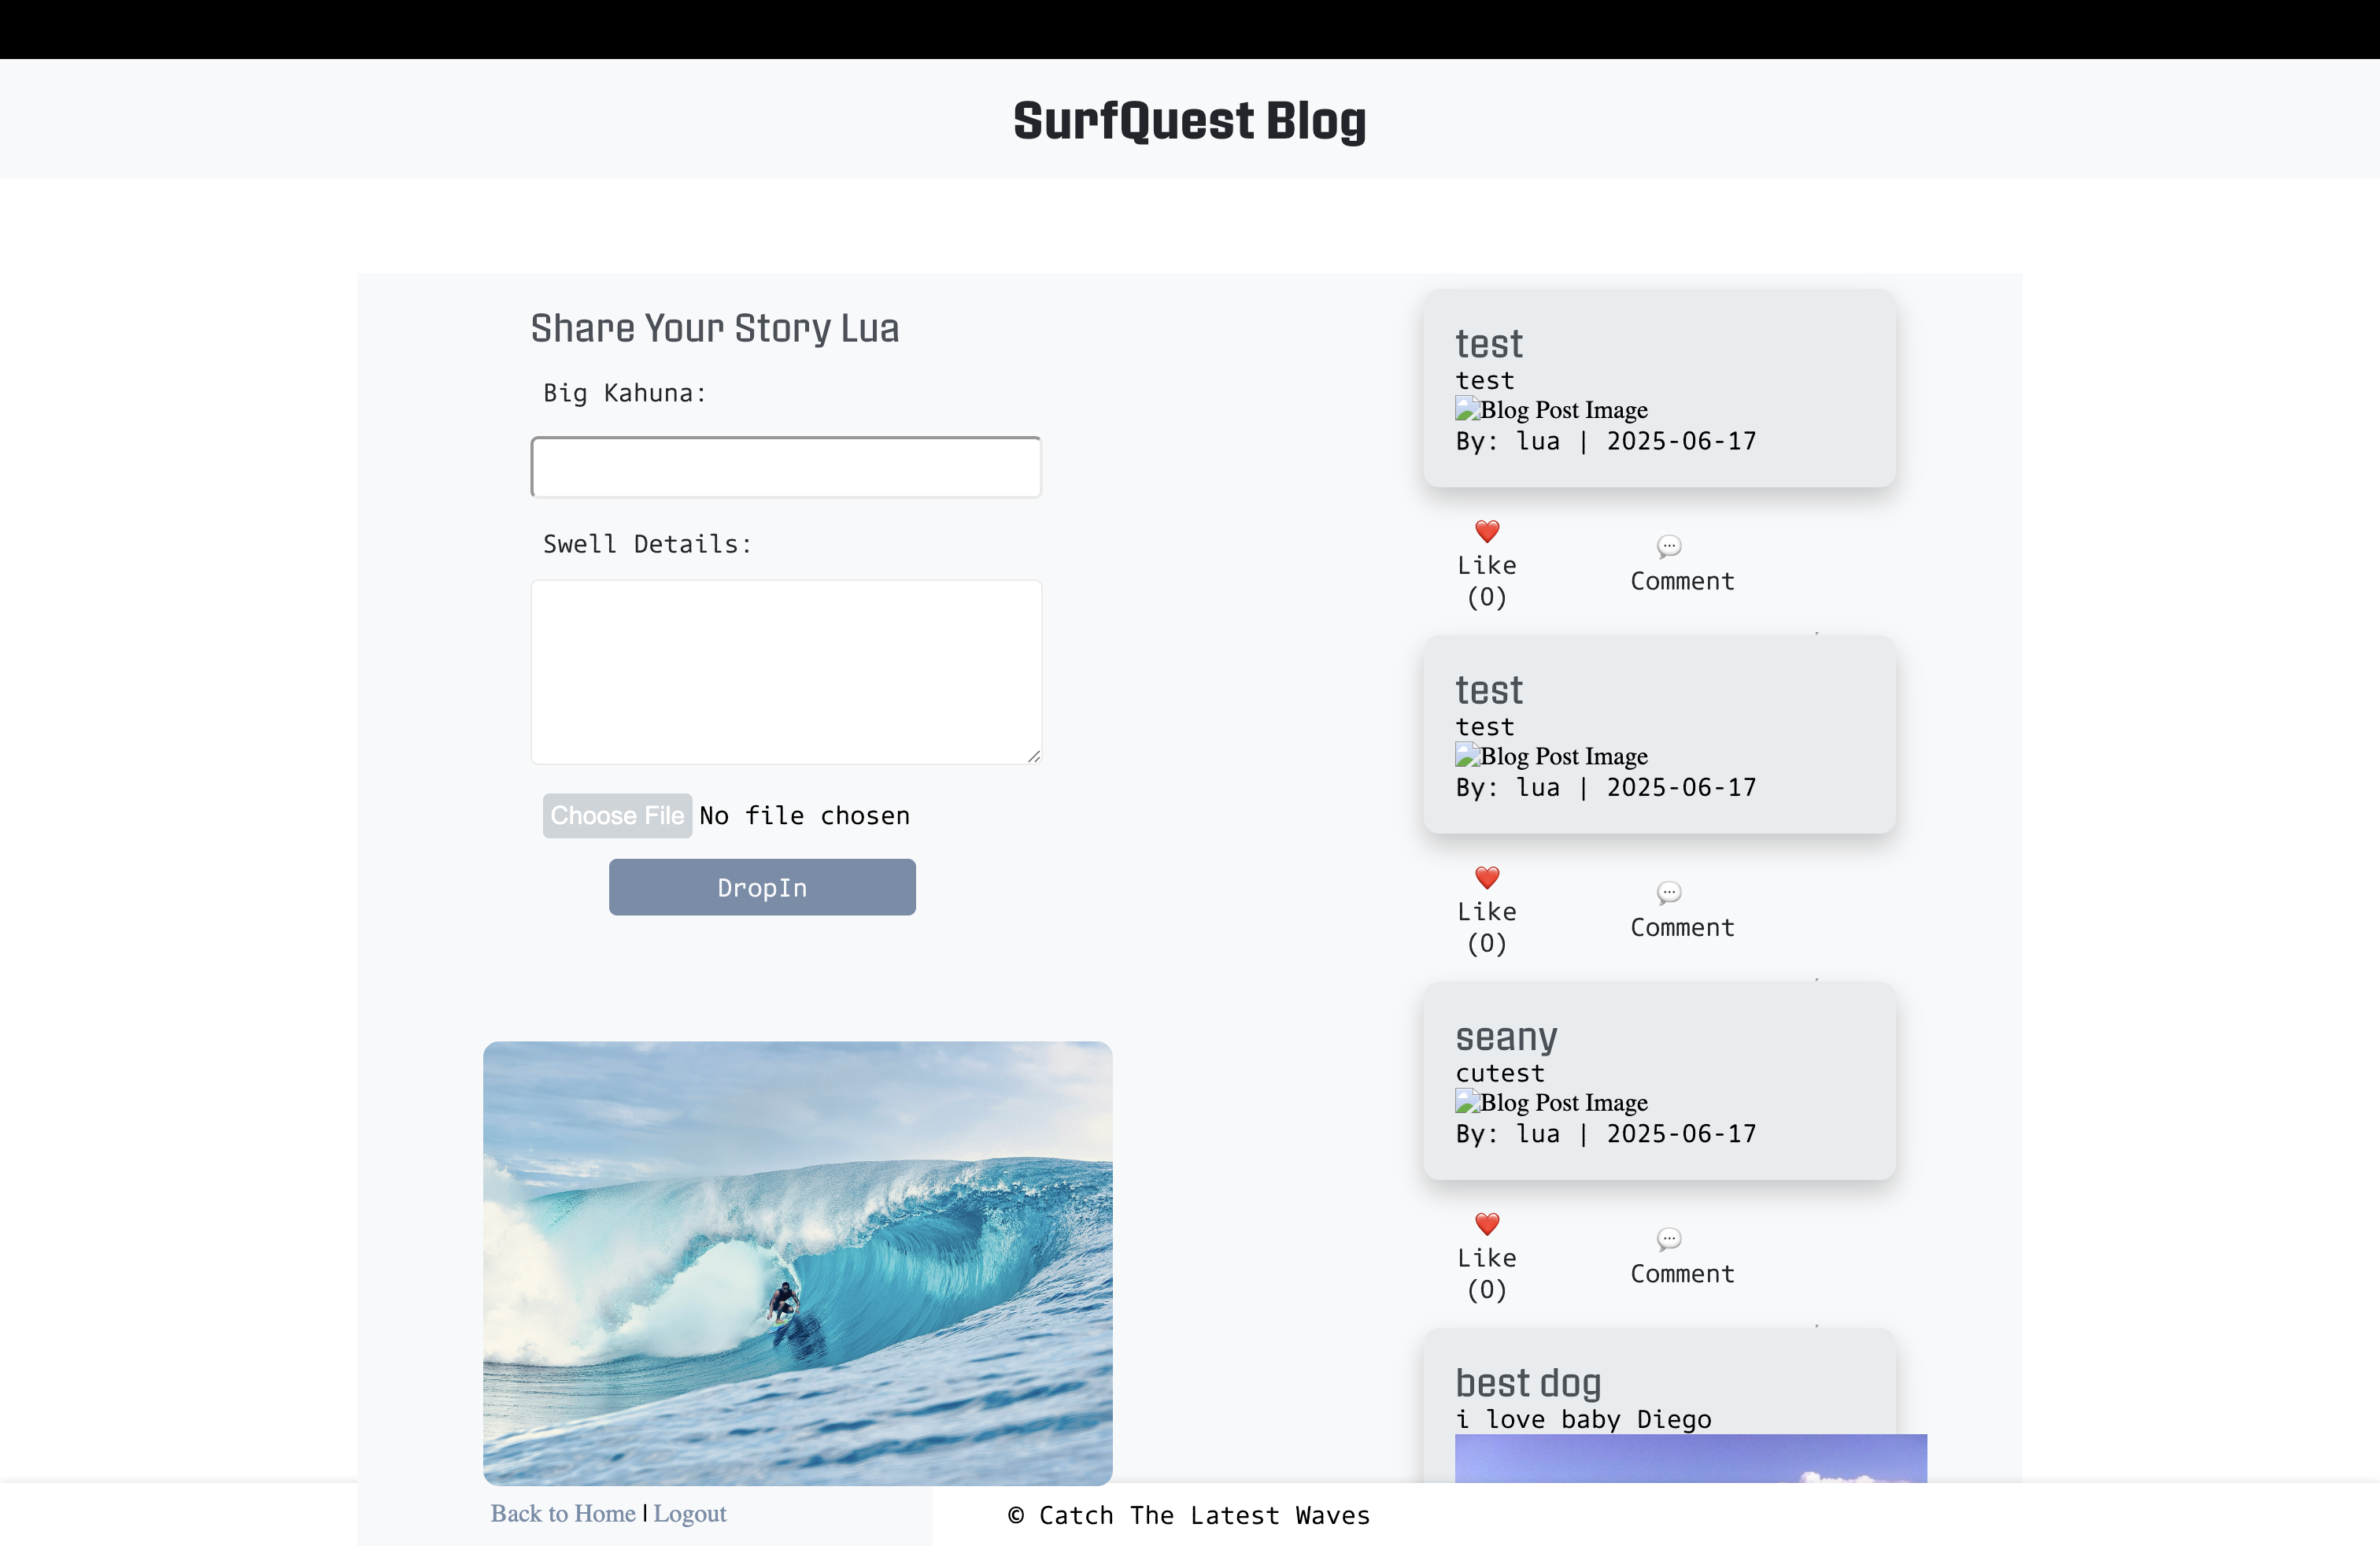 SurfQuest Blog
Share Your Story Lua
Big Kahuna:
Swell Details:
Choose File No file chosen
DropIn
Back to Home | Logout
test
test
Blog Post Image
By: lua | 2025-06-17
❤️
Like
(0)
💬
Comment
test
test
Blog Post Image
By: lua | 2025-06-17
❤️
Like
(0)
💬
Comment
seany
cutest
Blog Post Image
By: lua | 2025-06-17
❤️
Like
(0)
💬
Comment
best dog
i love baby Diego
© Catch The Latest Waves